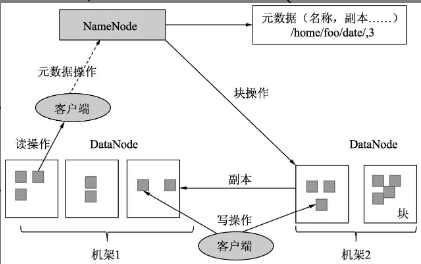 NameNode
元数据（名称，副本……）
/home/foo/date/,3
元数据操作
客户端
块操作
读操作
DataNode
DataNode
副本
写操作
块
客户端
机架1
机架2